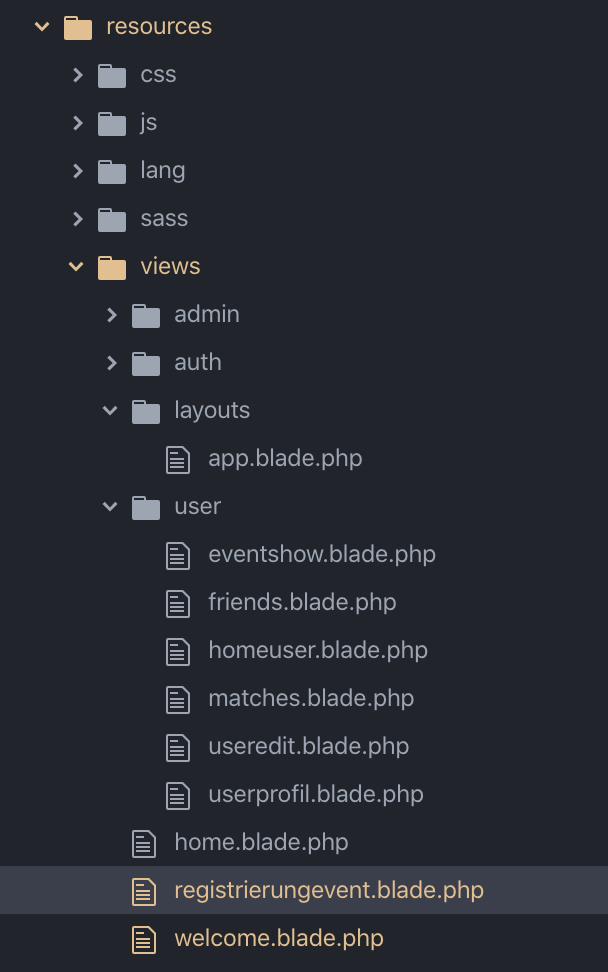 resources
css
js
lang
sass
views
admin
auth
layouts
app.blade.php
user
eventshow.blade.php
friends.blade.php
homeuser.blade.php
matches.blade.php
useredit.blade.php
userprofil.blade.php
home.blade.php
registrierungevent.blade.php
welcome.blade.php